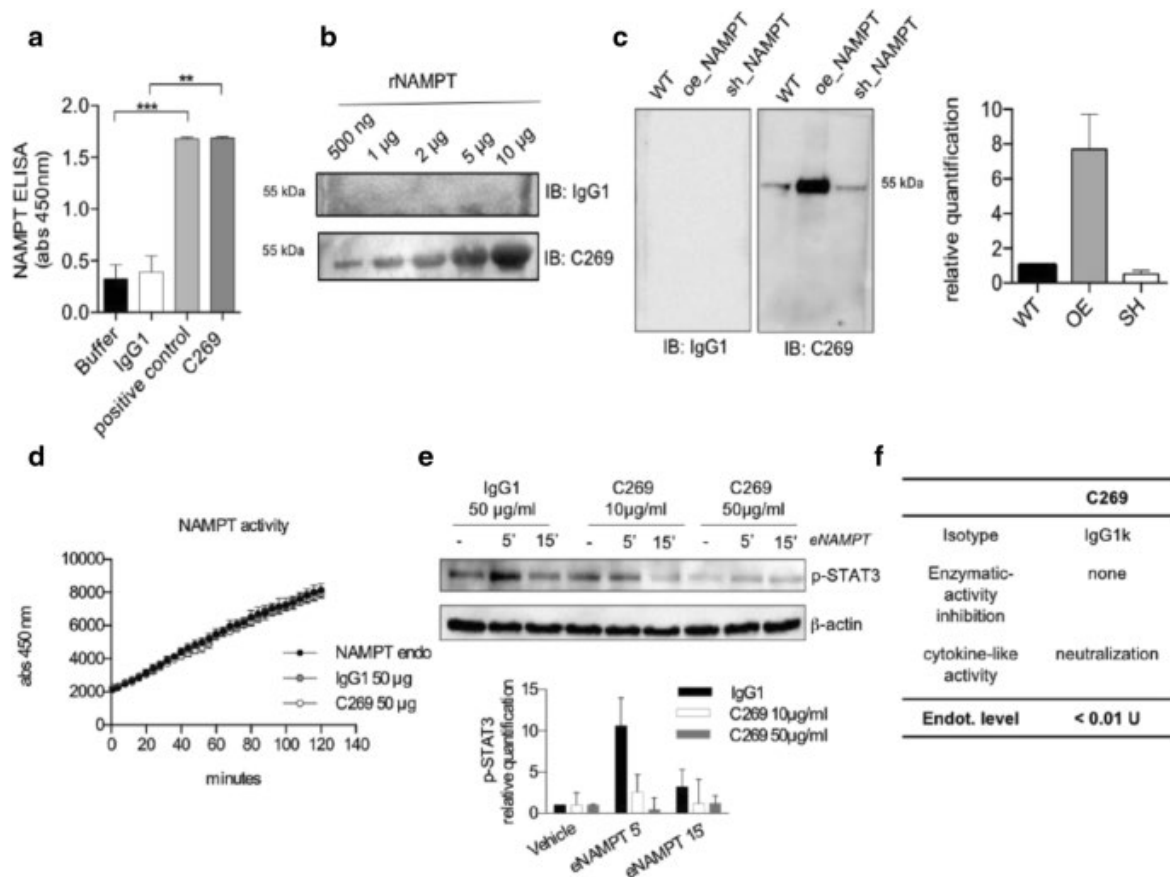 a
NAMPT ELISA
(abs 450nm)
2.0
1.5
1.0
0.5
0.0
***
**
Buffer
IgG1
positive control
C269
b
rNAMPT
500 ng
1 µg
2 µg
5 µg
10 µg
55 kDa
IB: IgG1
55 kDa
IB: C269
c
WT
oe_NAMPT
sh_NAMPT
WT
oe_NAMPT
sh_NAMPT
55 kDa
IB: IgG1
IB: C269
relative quantification
10
8
6
4
2
0
WT
OE
SH
d
NAMPT activity
abs 450 nm
10000
8000
6000
4000
2000
0
0 20 40 60 80 100 120 140
minutes
NAMPT endo
IgG1 50 µg
C269 50 µg
e
IgG1
50 µg/ml
C269
10µg/ml
C269
50µg/ml
- 5' 15' - 5' 15' - 5' 15' eNAMPT
p-STAT3
β-actin
p-STAT3
relative quantification
15
10
5
0
IgG1
C269 10µg/ml
C269 50µg/ml
Vehicle
eNAMPT 5'
eNAMPT 15'
f
C269
Isotype IgG1k
Enzymatic- none
activity
inhibition
cytokine-like neutralization
activity
Endot. level < 0.01 U